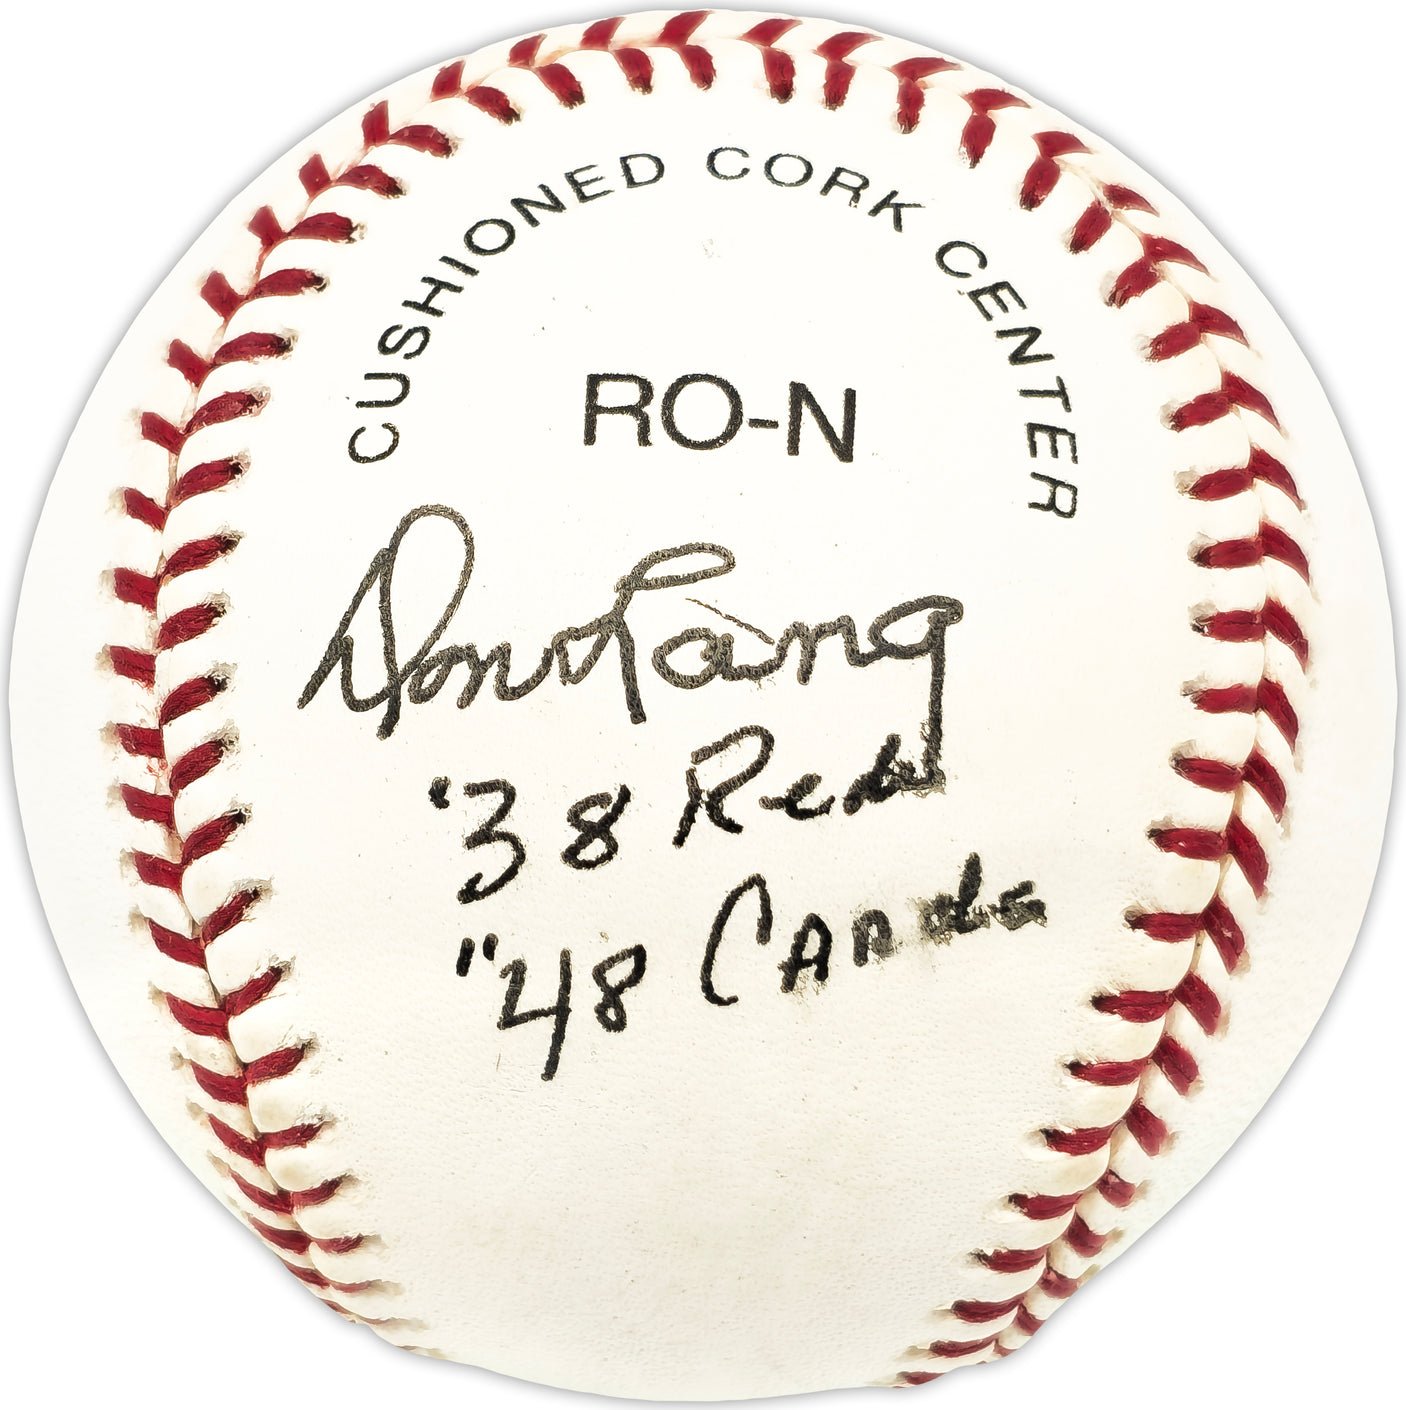 CUSHIONED CORK CENTER
RO-N
Don Lang
'38 Reds
"48 Cards